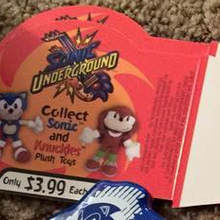 SONIC
UNDERGROUND
Collect
Sonic
and
Knuckles
Plush Toys
Only $3.99 Each